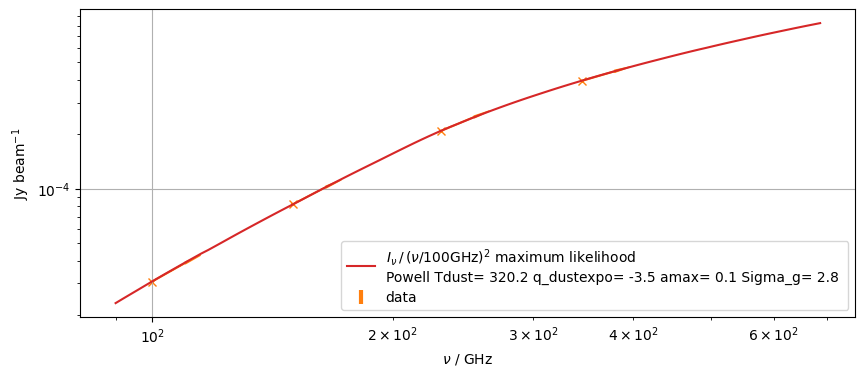 Jy beam⁻¹
10⁻⁴
I_ν / (ν/100GHz)² maximum likelihood
Powell Tdust= 320.2 q_dustexpo= -3.5 amax= 0.1 Sigma_g= 2.8
data
10² 2 × 10² 3 × 10² 4 × 10² 6 × 10²
ν / GHz